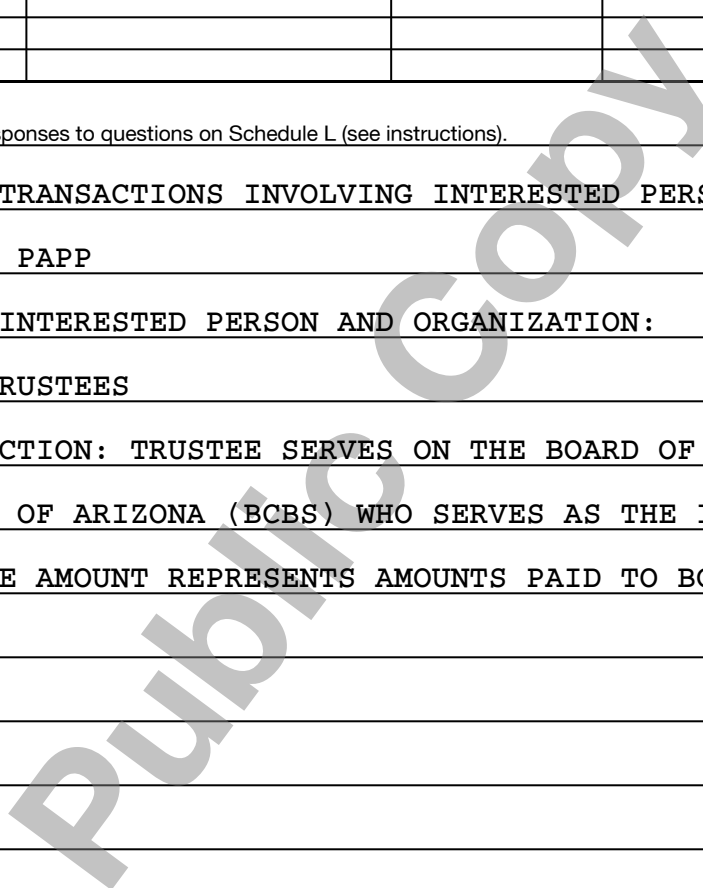 sponses to questions on Schedule L (see instructions).
TRANSACTIONS INVOLVING INTERESTED PERS
PAPP
INTERESTED PERSON AND ORGANIZATION:
RUSTEES
CTION: TRUSTEE SERVES ON THE BOARD OF
OF ARIZONA (BCBS) WHO SERVES AS THE
E AMOUNT REPRESENTS AMOUNTS PAID TO BC
Public Copy